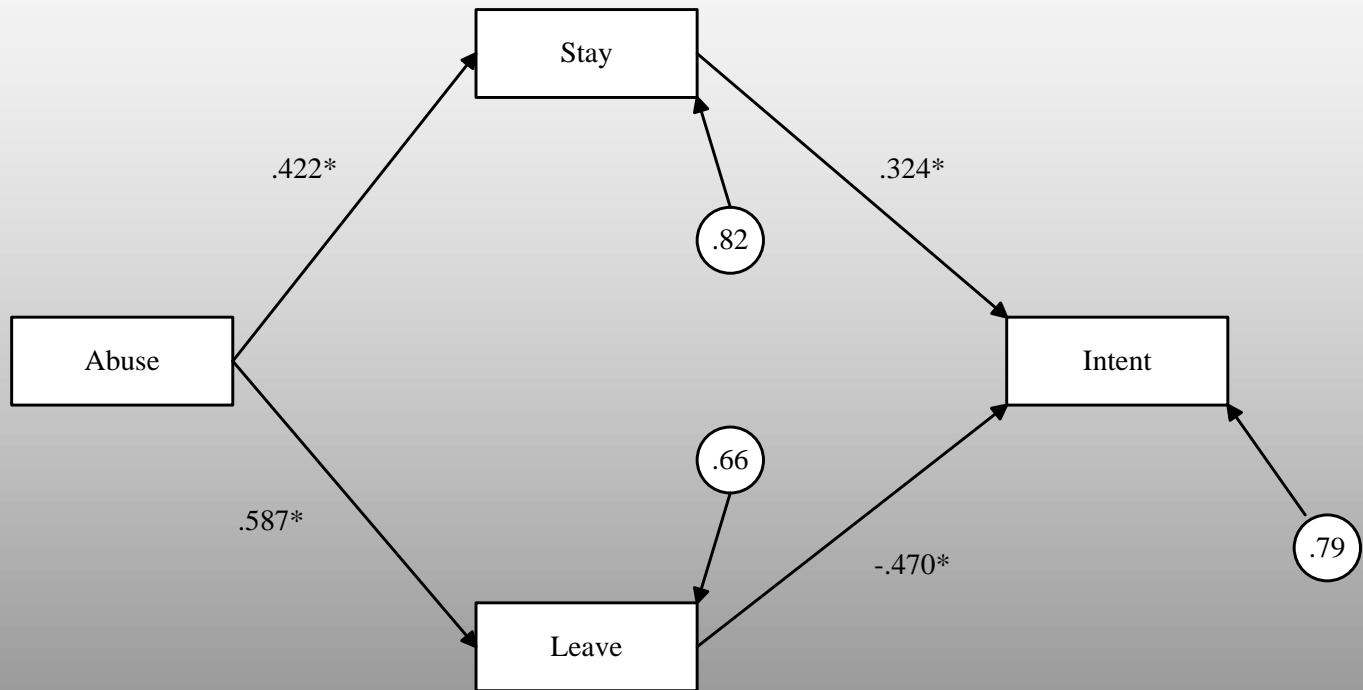 Stay
.422*
.324*
.82
Abuse
Intent
.66
.587*
-.470*
.79
Leave